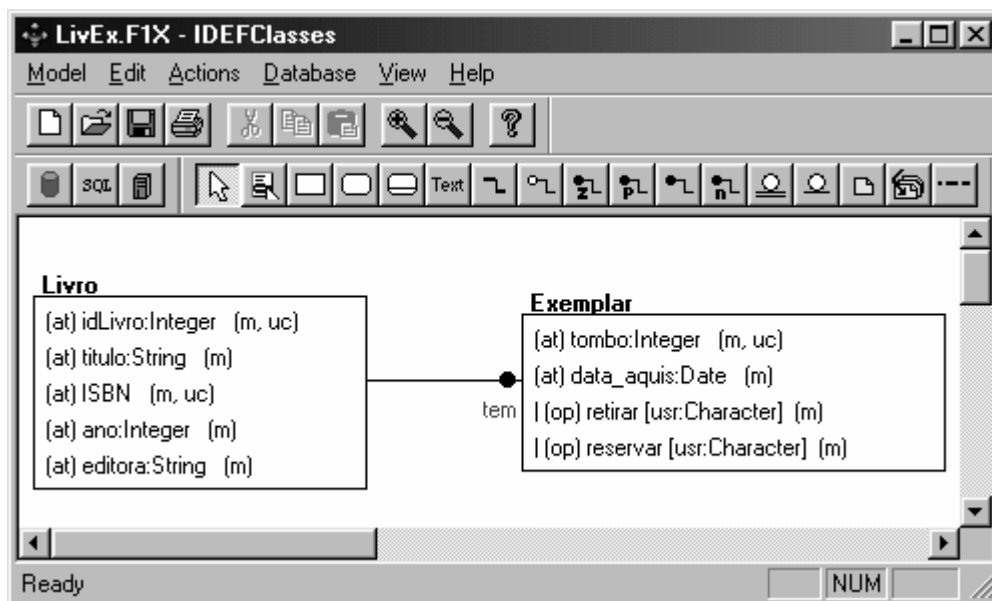 LivEx.F1X - IDEFClasses
Model Edit Actions Database View Help
SQL Text z p n
Livro
(at) idLivro:Integer (m, uc)
(at) titulo:String (m)
(at) ISBN (m, uc)
(at) ano:Integer (m)
(at) editora:String (m)
tem
Exemplar
(at) tombo:Integer (m, uc)
(at) data_aquis:Date (m)
| (op) retirar [usr:Character] (m)
| (op) reservar [usr:Character] (m)
Ready NUM